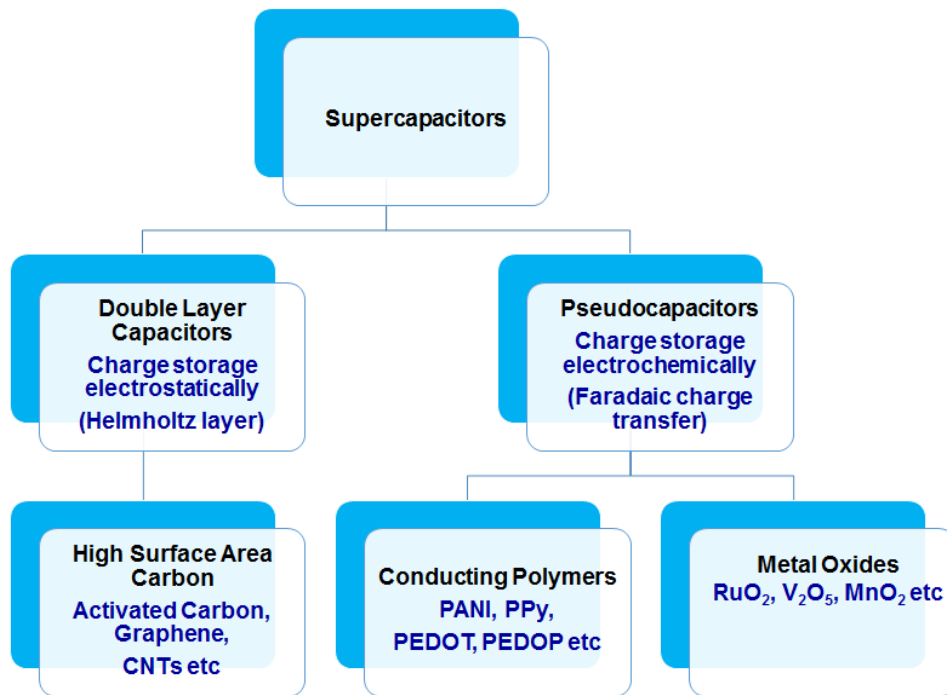 Supercapacitors
Double Layer
Capacitors
Charge storage
electrostatically
(Helmholtz layer)
Pseudocapacitors
Charge storage
electrochemically
(Faradaic charge
transfer)
High Surface Area
Carbon
Activated Carbon,
Graphene,
CNTs etc
Conducting Polymers
PANI, PPy,
PEDOT, PEDOP etc
Metal Oxides
RuO₂, V₂O₅, MnO₂ etc